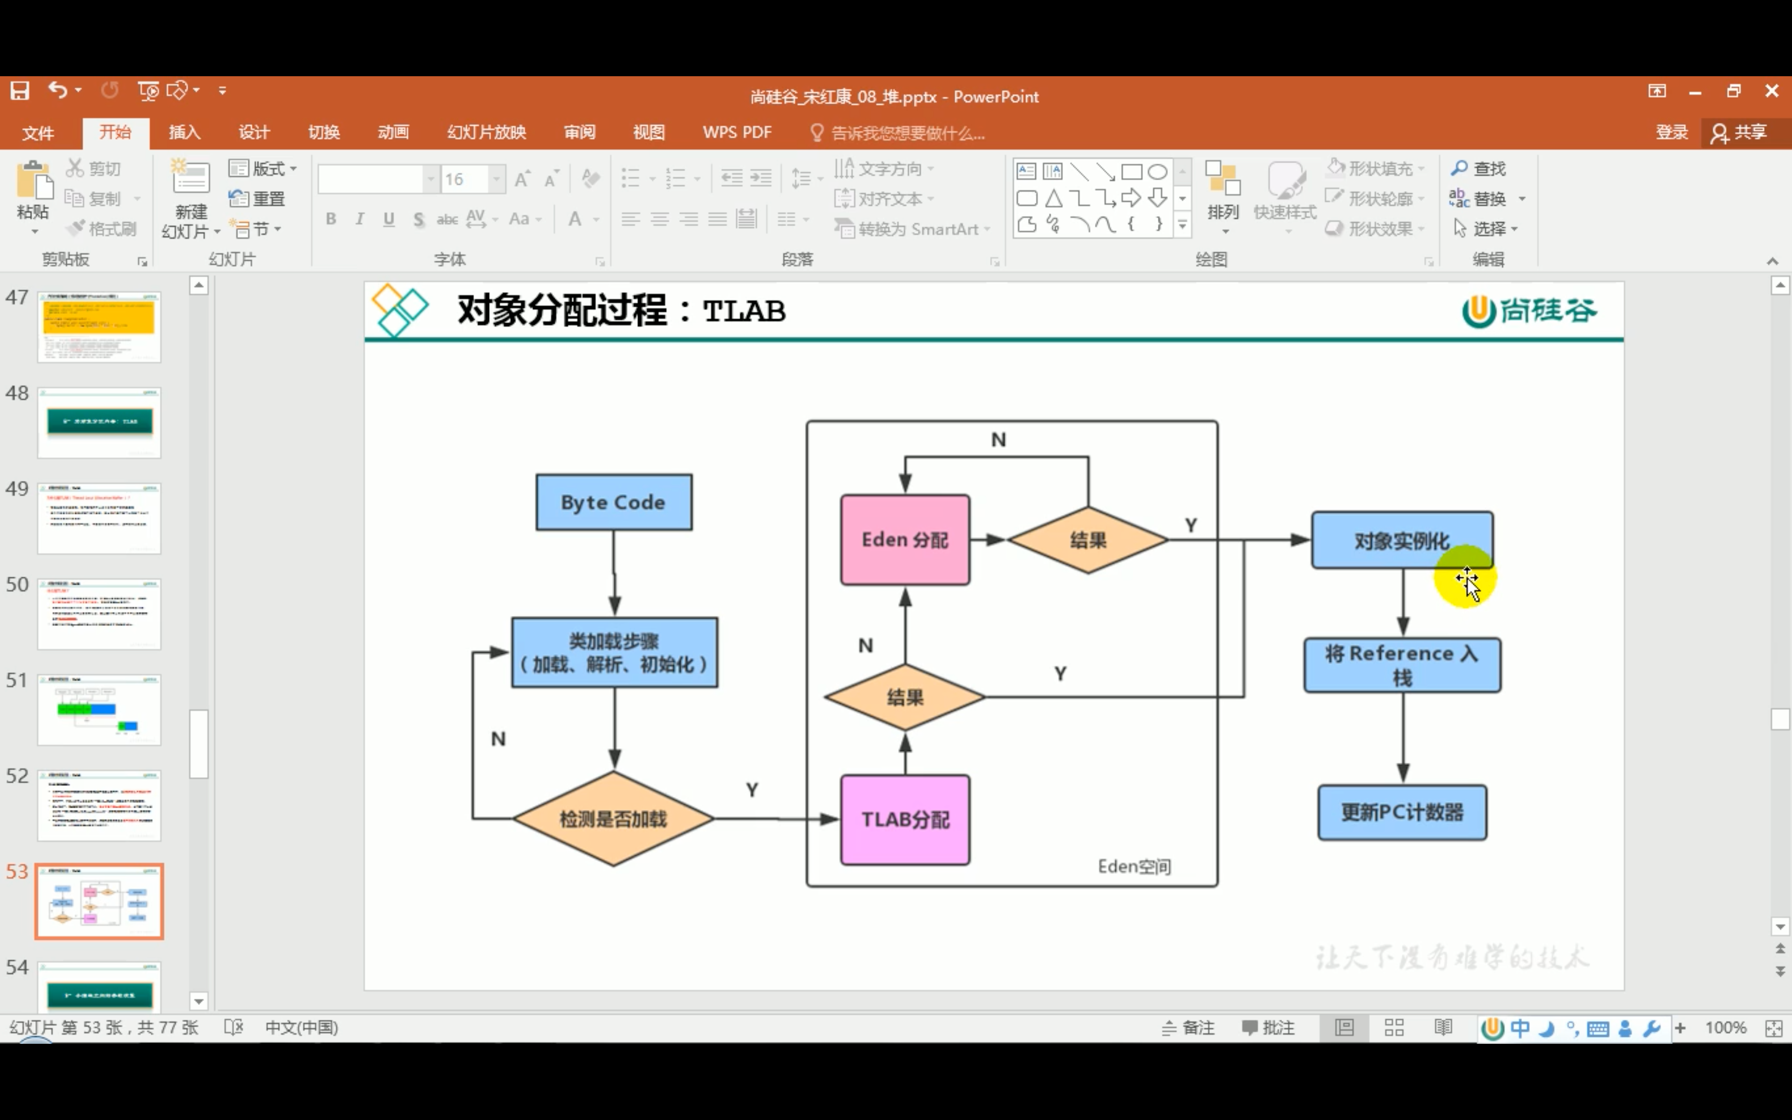 尚硅谷_宋红康_08_堆.pptx - PowerPoint
文件 开始 插入 设计 切换 动画 幻灯片放映 审阅 视图 WPS PDF 告诉我您想要做什么... 登录 共享
粘贴
剪切
复制
格式刷
剪贴板
新建
幻灯片
版式
重置
节
幻灯片
16
B I U S abc AV Aa A
字体
文字方向
对齐文本
转换为 SmartArt
段落
排列
快速样式
形状填充
形状轮廓
形状效果
绘图
查找
替换
选择
编辑
47
48
49
50
51
52
53
54
对象分配过程：TLAB
尚硅谷
N
Byte Code
Eden 分配
结果
Y
对象实例化
类加载步骤
（加载、解析、初始化）
N
结果
Y
将 Reference 入
栈
N
检测是否加载
Y
TLAB分配
更新PC计数器
Eden空间
让天下没有难学的技术
幻灯片 第 53 张，共 77 张 中文(中国) 备注 批注 中 100%